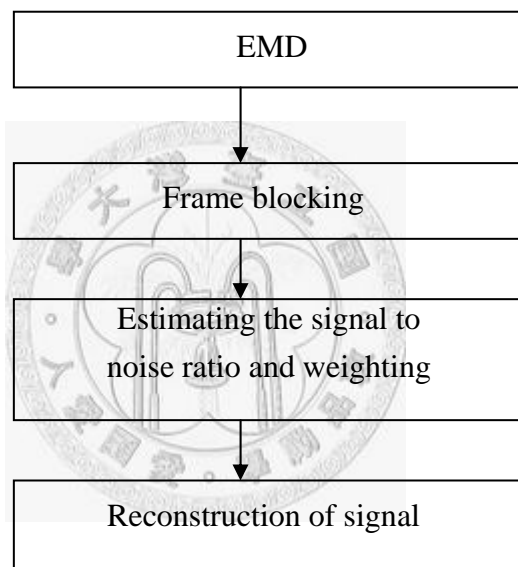 EMD
Frame blocking
Estimating the signal to
noise ratio and weighting
Reconstruction of signal